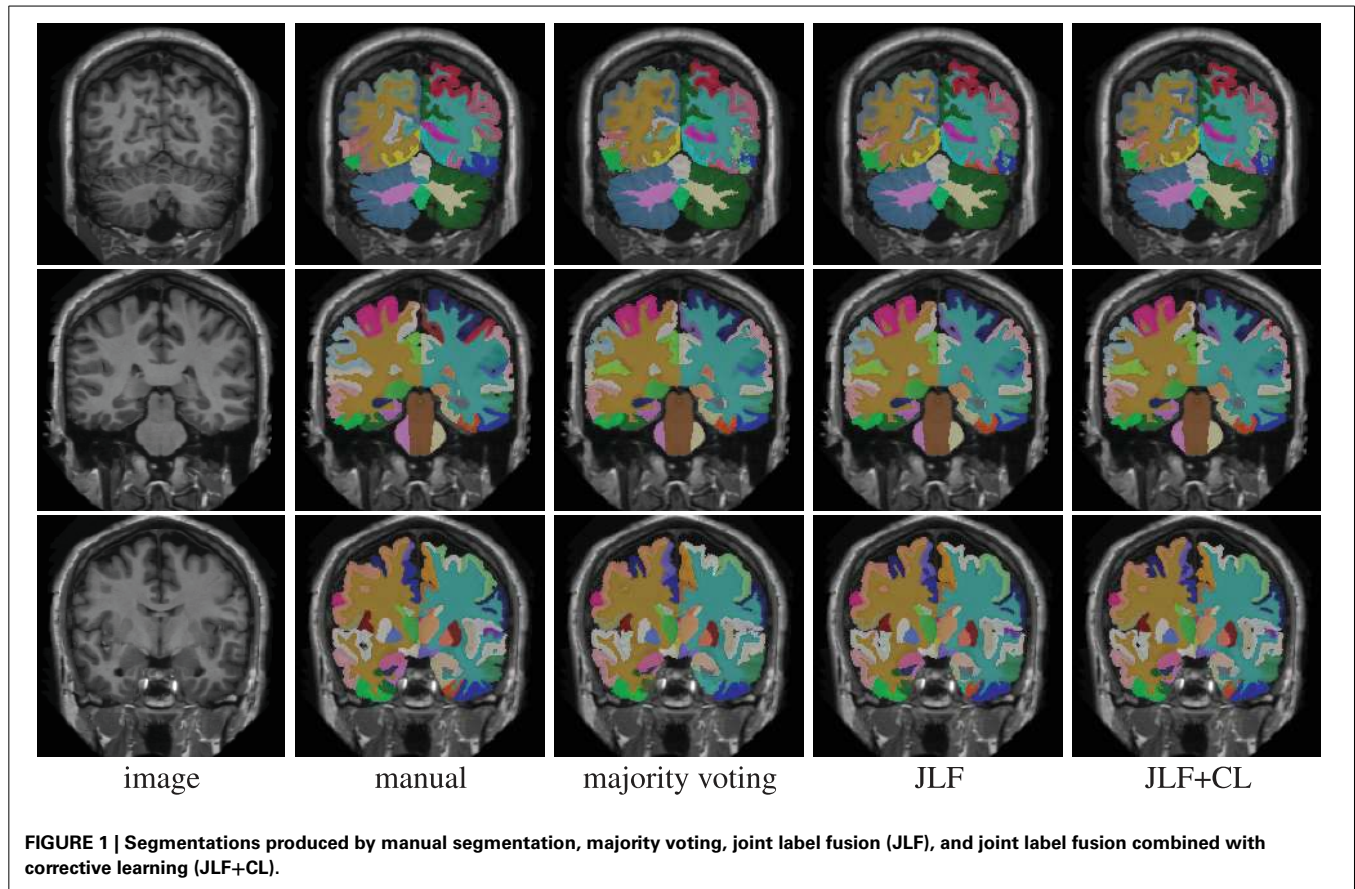 image manual majority voting JLF JLF+CL
FIGURE 1 | Segmentations produced by manual segmentation, majority voting, joint label fusion (JLF), and joint label fusion combined with
corrective learning (JLF+CL).